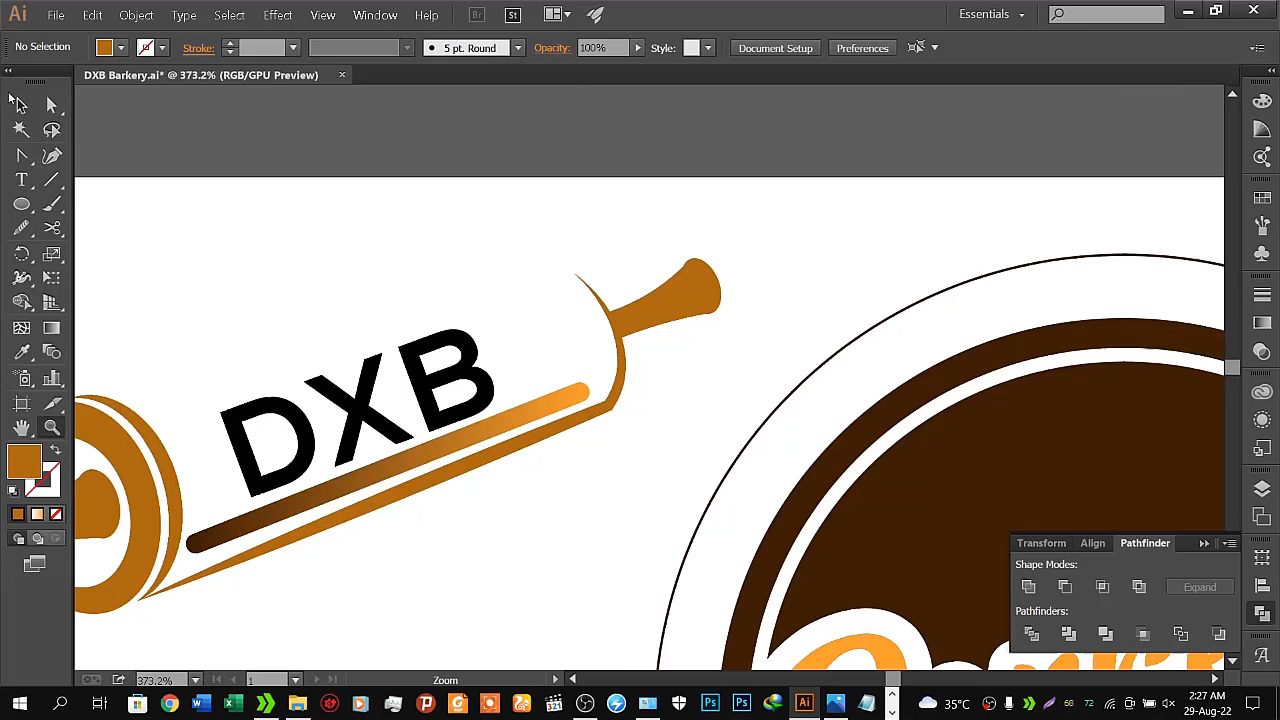 Ai File Edit Object Type Select Effect View Window Help Br St Essentials
No Selection Stroke: 5 pt. Round Opacity: 100% Style: Document Setup Preferences
DXB Barkery.ai* @ 373.2% (RGB/GPU Preview)
DXB
Transform Align Pathfinder
Shape Modes:
Expand
Pathfinders:
373.2% 1 Zoom
35°C 2:27 AM
29-Aug-22